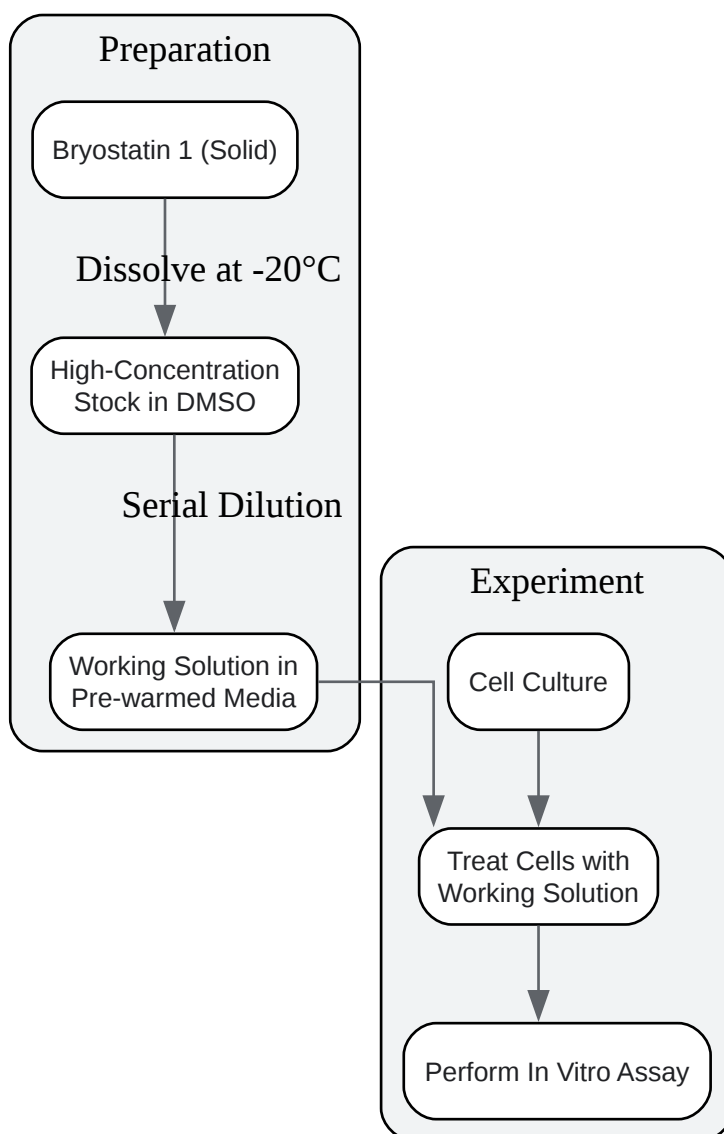 Preparation
Bryostatin 1 (Solid)
Dissolve at -20°C
High-Concentration
Stock in DMSO
Serial Dilution
Working Solution in
Pre-warmed Media
Experiment
Cell Culture
Treat Cells with
Working Solution
Perform In Vitro Assay